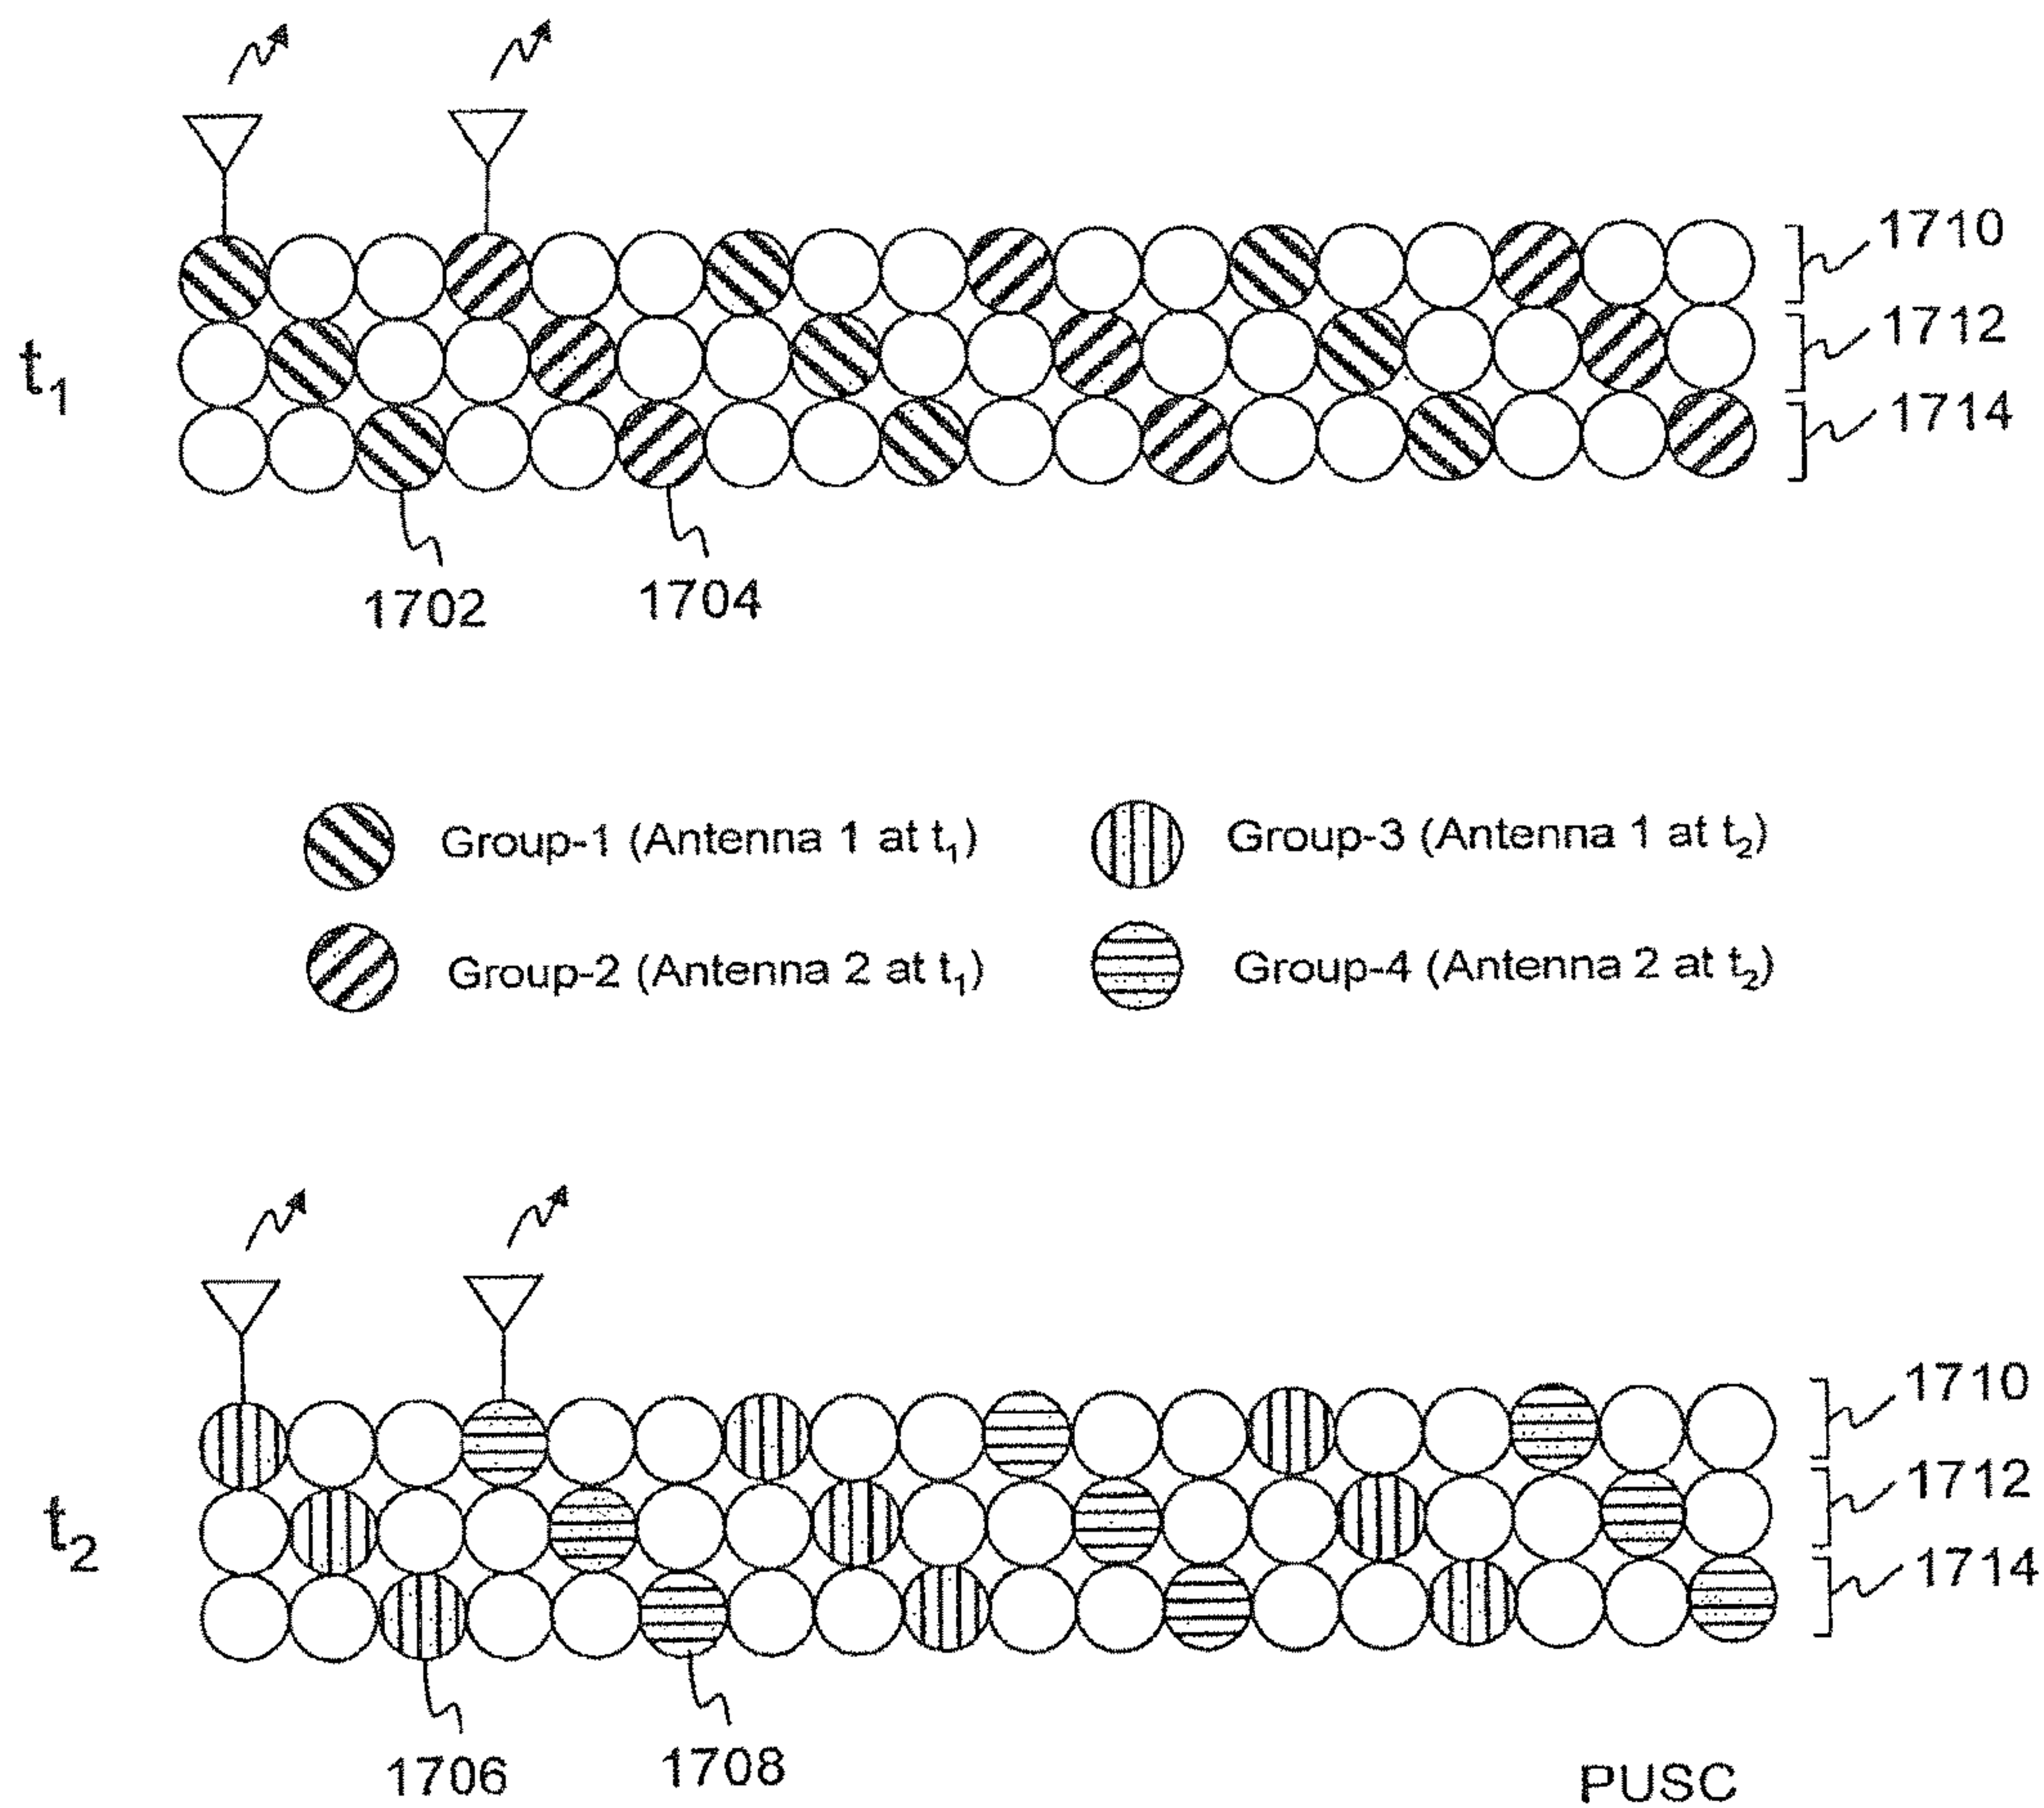 1710
1712
t1
1714
1702
1704
Group-1 (Antenna 1 at t1)
Group-3 (Antenna 1 at t2)
Group-2 (Antenna 2 at t1)
Group-4 (Antenna 2 at t2)
1710
1712
t2
1714
1706
1708
PUSC